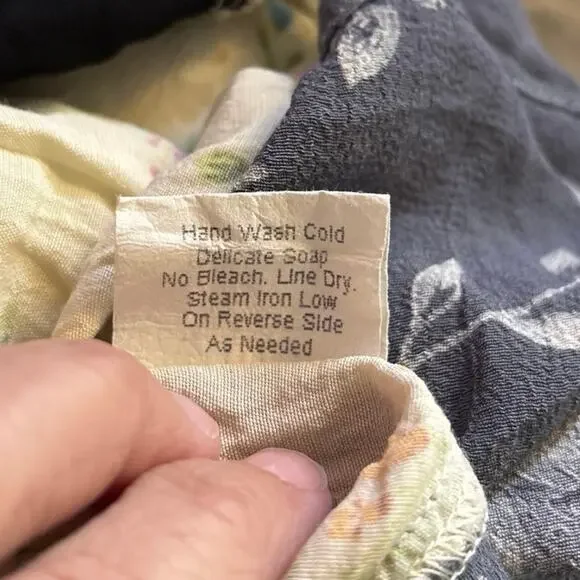 Hand Wash Cold
Delicate Soap
No Bleach. Line Dry.
Steam Iron Low
On Reverse Side
As Needed